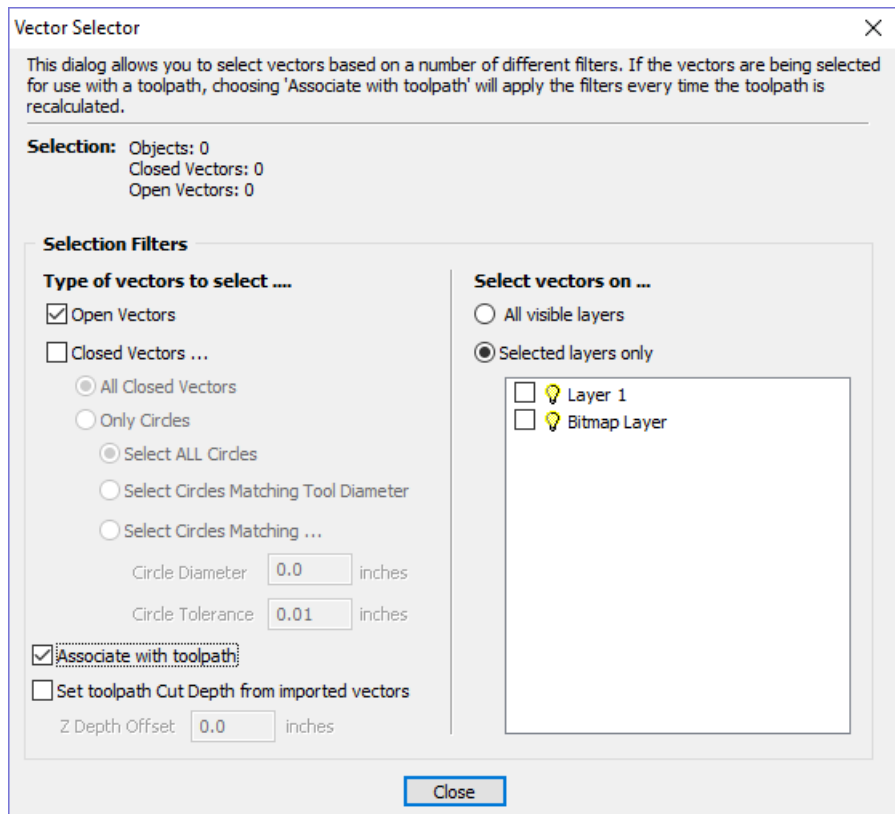 Vector Selector
This dialog allows you to select vectors based on a number of different filters. If the vectors are being selected
for use with a toolpath, choosing 'Associate with toolpath' will apply the filters every time the toolpath is
recalculated.
Selection: Objects: 0
Closed Vectors: 0
Open Vectors: 0
Selection Filters
Type of vectors to select ....
Open Vectors
Closed Vectors ...
All Closed Vectors
Only Circles
Select ALL Circles
Select Circles Matching Tool Diameter
Select Circles Matching ...
Circle Diameter 0.0 inches
Circle Tolerance 0.01 inches
Associate with toolpath
Set toolpath Cut Depth from imported vectors
Z Depth Offset 0.0 inches
Select vectors on ...
All visible layers
Selected layers only
Layer 1
Bitmap Layer
Close